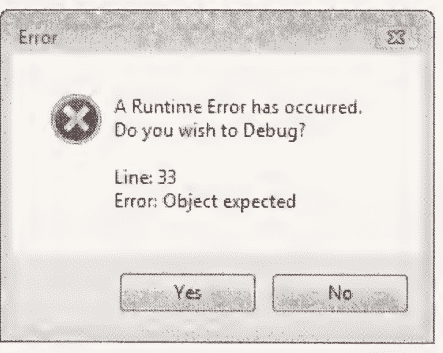 Error
A Runtime Error has occurred.
Do you wish to Debug?
Line: 33
Error: Object expected
Yes
No